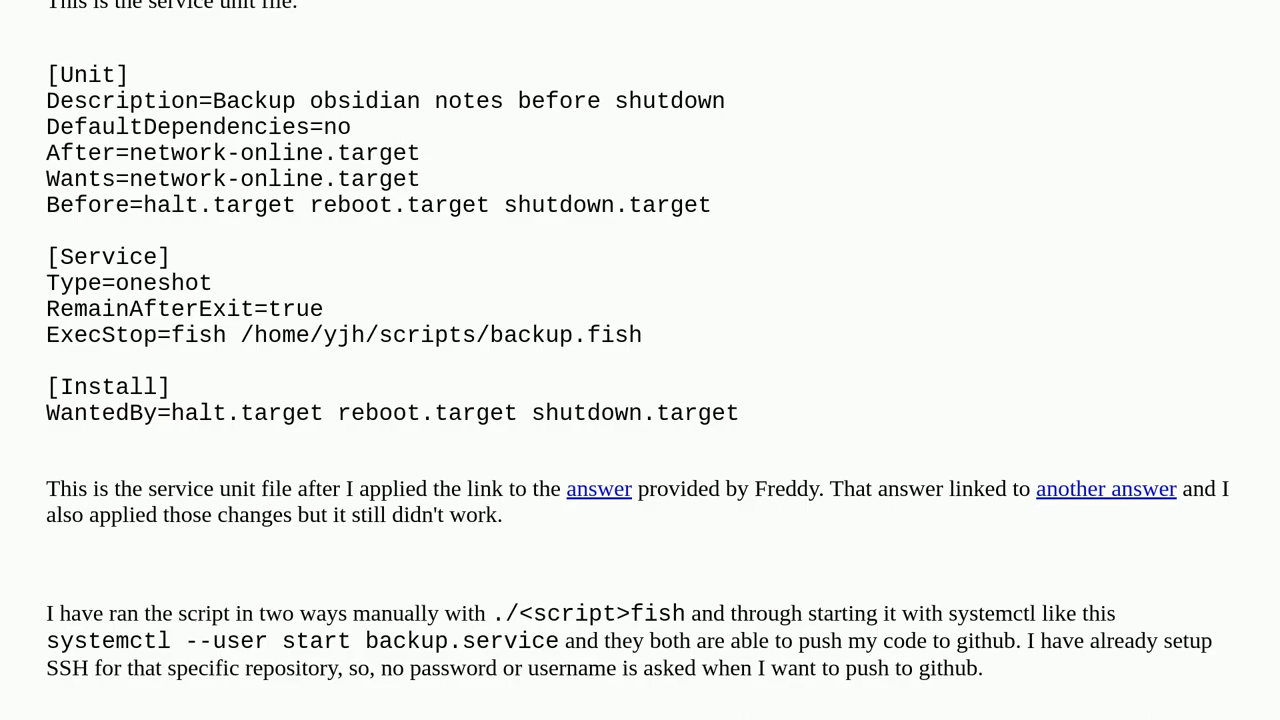 This is the service unit file.
[Unit]
Description=Backup obsidian notes before shutdown
DefaultDependencies=no
After=network-online.target
Wants=network-online.target
Before=halt.target reboot.target shutdown.target
[Service]
Type=oneshot
RemainAfterExit=true
ExecStop=fish /home/yjh/scripts/backup.fish
[Install]
WantedBy=halt.target reboot.target shutdown.target
This is the service unit file after I applied the link to the answer provided by Freddy. That answer linked to another answer and I
also applied those changes but it still didn't work.
I have ran the script in two ways manually with ./<script>fish and through starting it with systemctl like this
systemctl --user start backup.service and they both are able to push my code to github. I have already setup
SSH for that specific repository, so, no password or username is asked when I want to push to github.